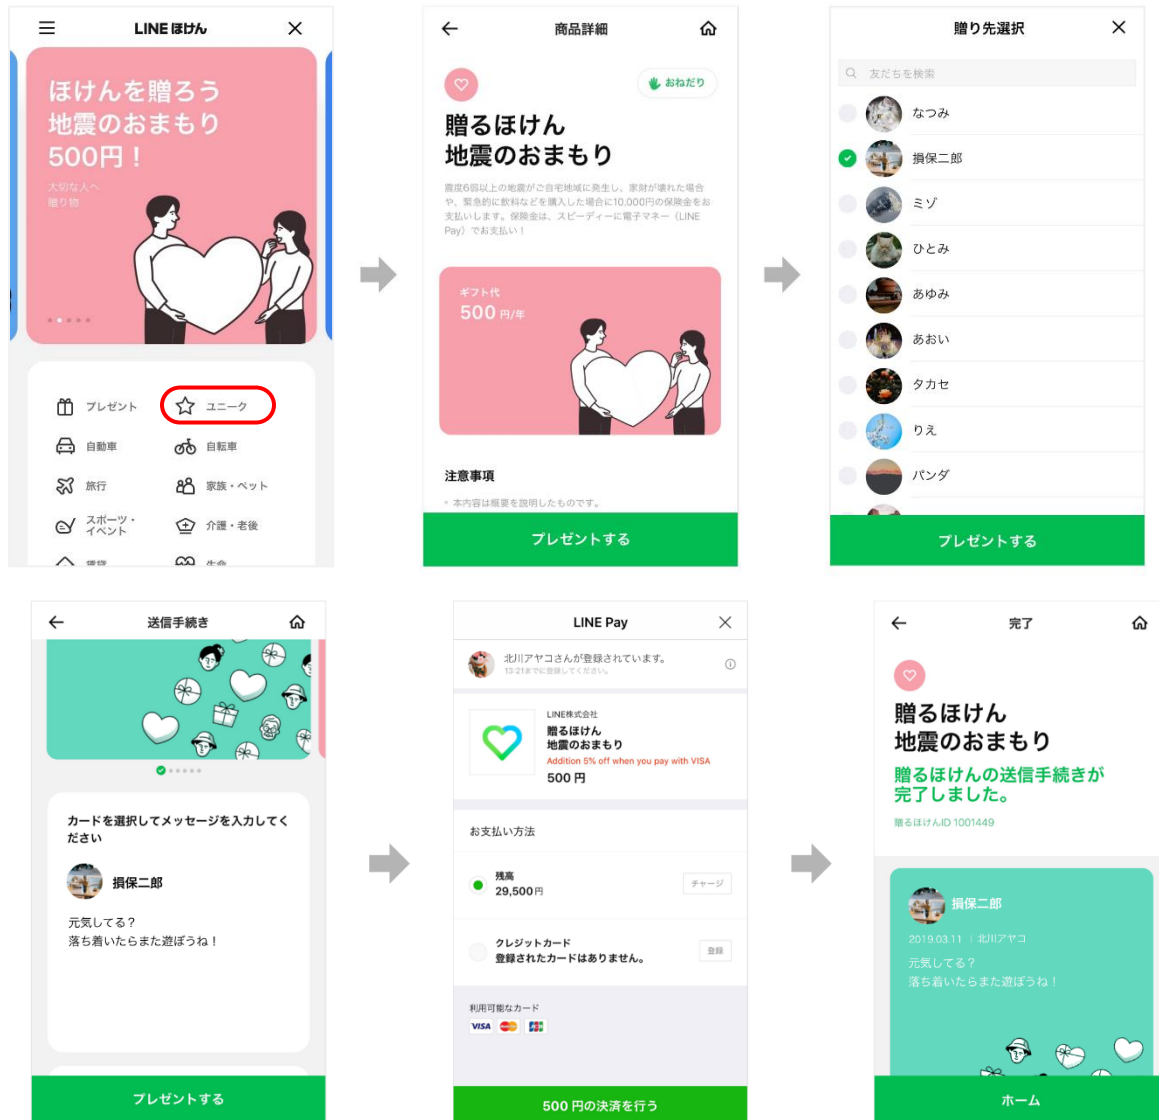 LINE ほけん
ほけんを贈ろう
地震のおまもり
500円！
大切な人へ
贈り物
プレゼント
ユニーク
自動車
自転車
旅行
家族・ペット
スポーツ・
イベント
介護・老後
賃貸
生命
商品詳細
おねだり
贈るほけん
地震のおまもり
震度6弱以上の地震がご自宅地域に発生し、家財が壊れた場合
や、緊急的に飲料などを購入した場合に10,000円の保険金をお
支払いします。保険金は、スピーディーに電子マネー（LINE
Pay）でお支払い！
ギフト代
500 円/年
注意事項
* 本内容は概要を説明したものです。
プレゼントする
贈り先選択
友だちを検索
なつみ
損保二郎
ミゾ
ひとみ
あゆみ
あおい
タカセ
りえ
パンダ
プレゼントする
送信手続き
カードを選択してメッセージを入力してく
ださい
損保二郎
元気してる？
落ち着いたらまた遊ぼうね！
プレゼントする
LINE Pay
北川アヤコさんが登録されています。
13:21までに登録してください。
LINE株式会社
贈るほけん
地震のおまもり
Addition 5% off when you pay with VISA
500 円
お支払い方法
残高
29,500円
チャージ
クレジットカード
登録されたカードはありません。
登録
利用可能なカード
VISA
JCB
500 円の決済を行う
完了
贈るほけん
地震のおまもり
贈るほけんの送信手続きが
完了しました。
贈るほけんID 1001449
損保二郎
2019.03.11 | 北川アヤコ
元気してる？
落ち着いたらまた遊ぼうね！
ホーム